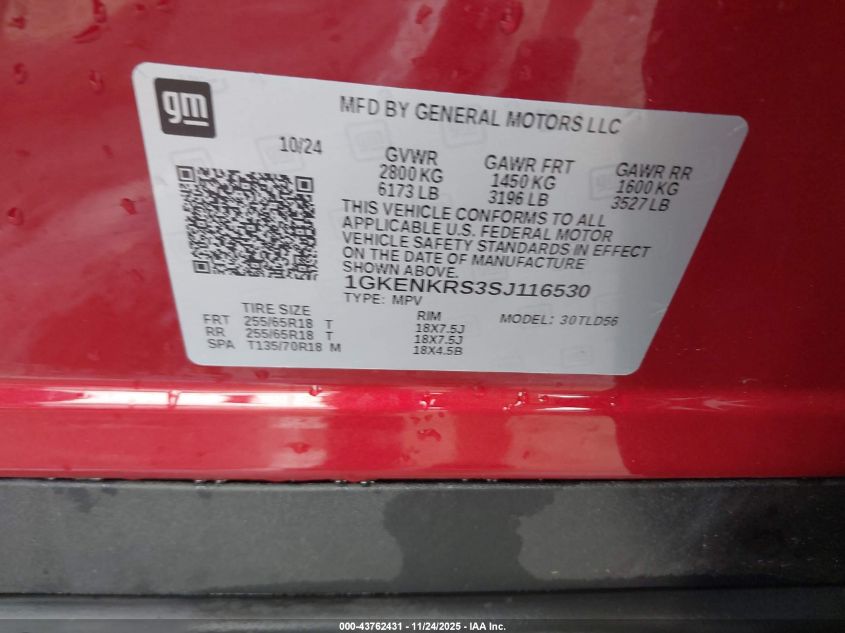 gm
MFD BY GENERAL MOTORS LLC
10/24
GVWR
2800 KG
6173 LB
GAWR FRT
1450 KG
3196 LB
GAWR RR
1600 KG
3527 LB
THIS VEHICLE CONFORMS TO ALL
APPLICABLE U.S. FEDERAL MOTOR
VEHICLE SAFETY STANDARDS IN EFFECT
ON THE DATE OF MANUFACTURE
SHOWN ABOVE.
1GKENKRS3SJ116530
TYPE: MPV
MODEL: 30TLD56
TIRE SIZE RIM
FRT 255/65R18 T 18X7.5J
RR 255/65R18 T 18X7.5J
SPA T135/70R18 M 18X4.5B
000-43762431 - 11/24/2025 - IAA Inc.